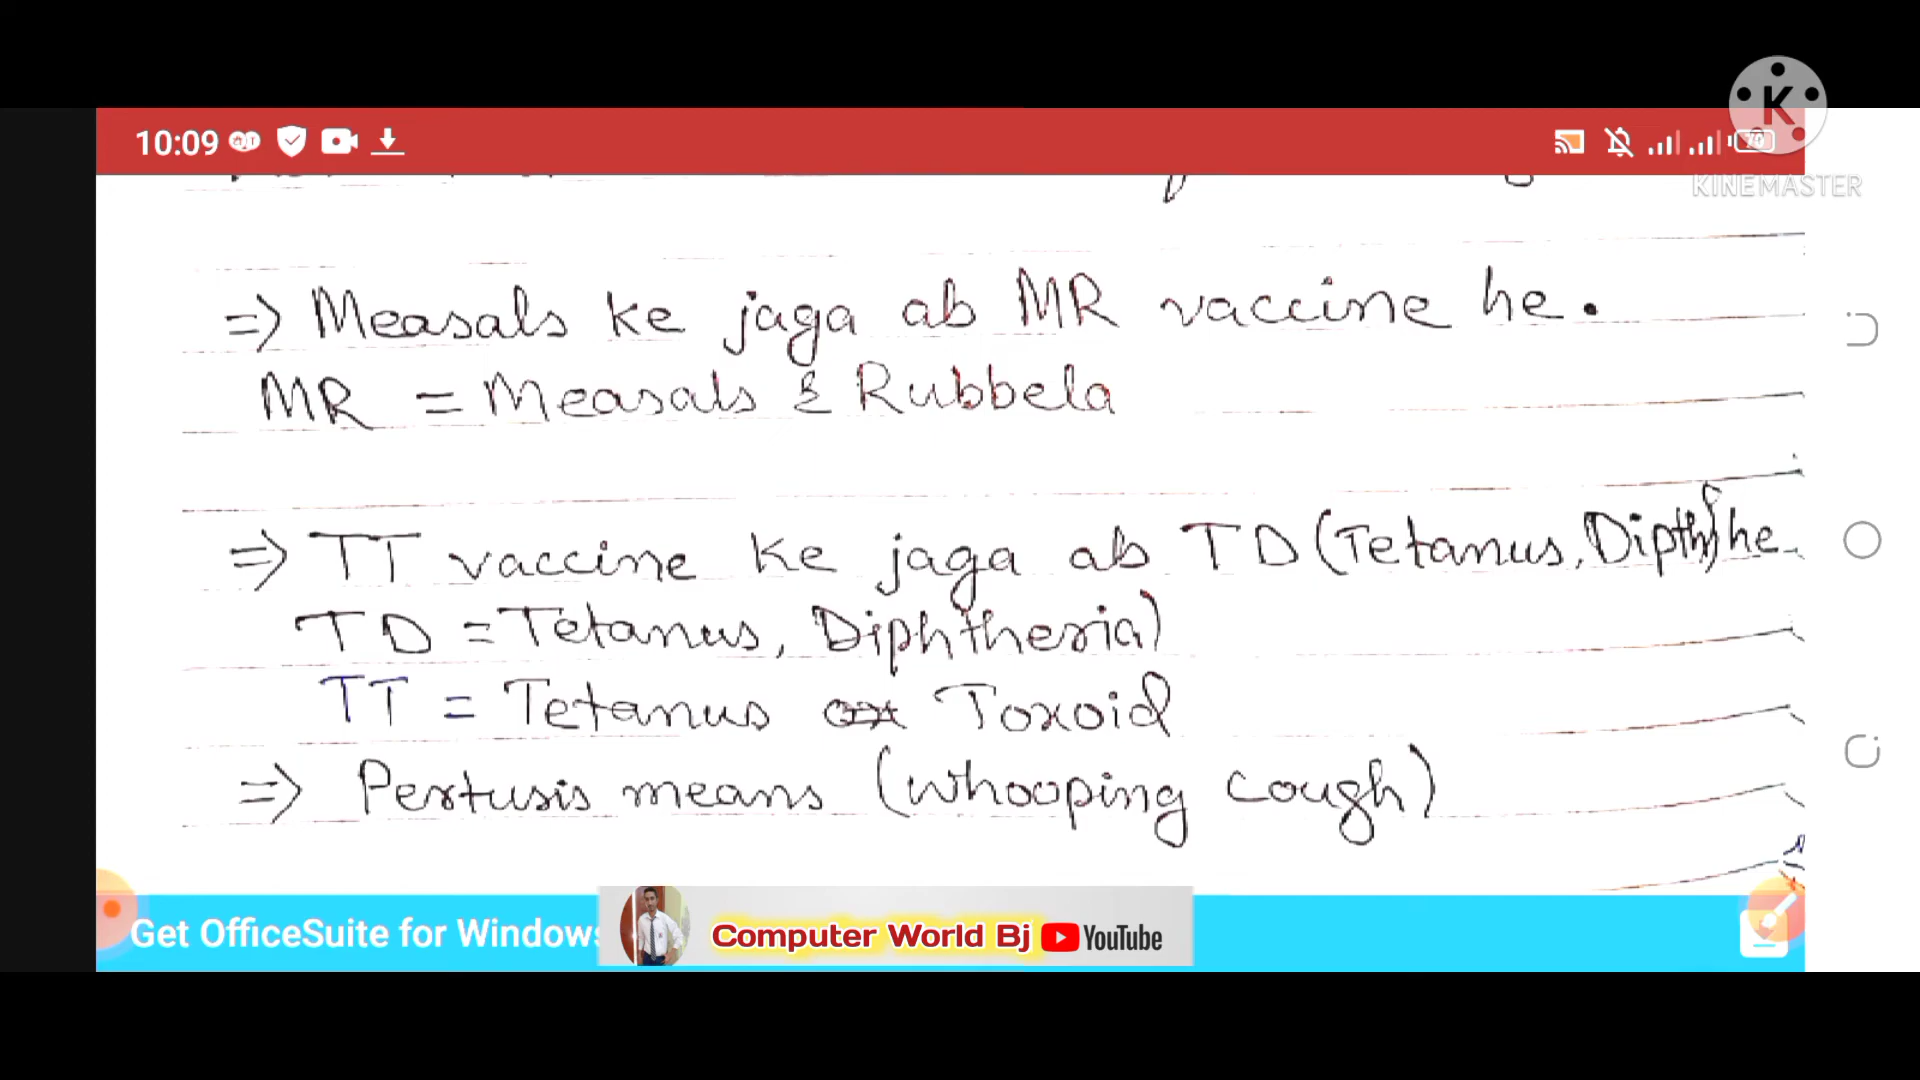 10:09
70
KINEMASTER
=> Measals ke jaga ab MR vaccine he.
MR = Measals & Rubbela
=> TT vaccine ke jaga ab TD (Tetanus, Dipth) he.
TD = Tetanus, Diphtheria)
TT = Tetanus Toxoid
=> Pertusis means (whooping cough)
Get OfficeSuite for Windows
Computer World Bj YouTube